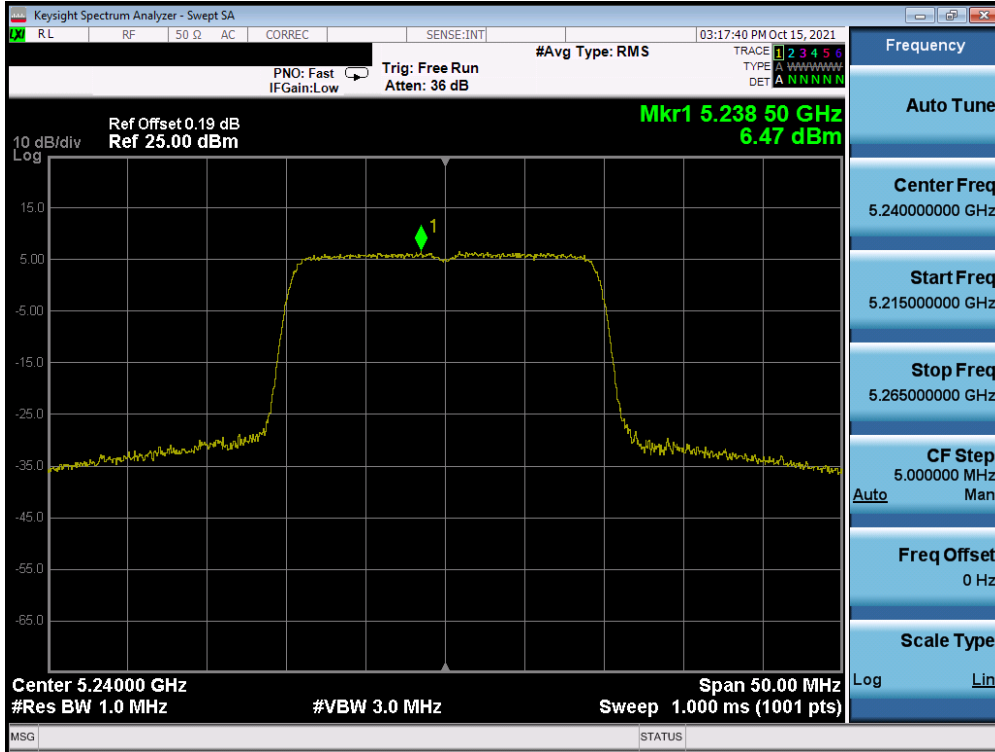 Keysight Spectrum Analyzer - Swept SA
LXI RL RF 50 Ω AC CORREC SENSE:INT 03:17:40 PM Oct 15, 2021
#Avg Type: RMS TRACE 1 2 3 4 5 6
PNO: Fast Trig: Free Run TYPE A WWWWW
IFGain:Low Atten: 36 dB DET A N N N N N
Mkr1 5.238 50 GHz
6.47 dBm
Ref Offset 0.19 dB
10 dB/div Ref 25.00 dBm
Log
1
15.0
5.00
-5.00
-15.0
-25.0
-35.0
-45.0
-55.0
-65.0
Center 5.24000 GHz Span 50.00 MHz
#Res BW 1.0 MHz #VBW 3.0 MHz Sweep 1.000 ms (1001 pts)
MSG STATUS
Frequency
Auto Tune
Center Freq
5.240000000 GHz
Start Freq
5.215000000 GHz
Stop Freq
5.265000000 GHz
CF Step
5.000000 MHz
Auto Man
Freq Offset
0 Hz
Scale Type
Log Lin